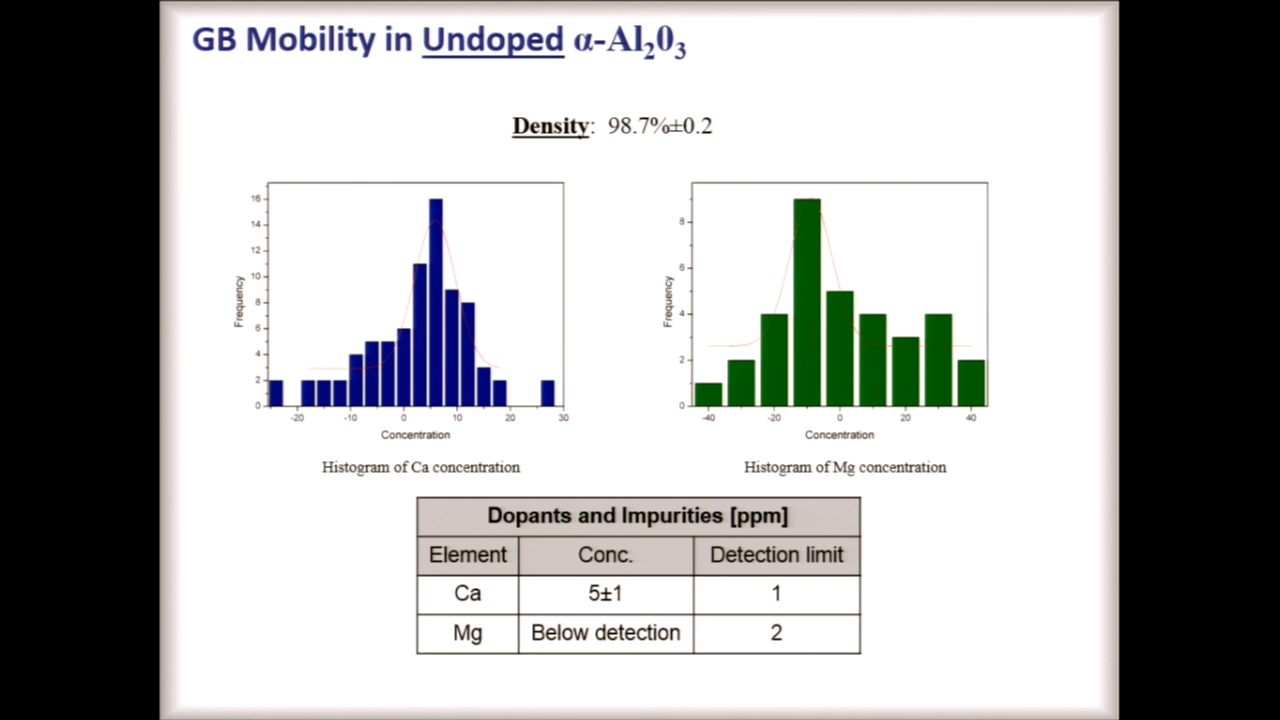 GB Mobility in Undoped α-Al₂0₃
Density: 98.7%±0.2
Frequency
16
14
12
10
8
6
4
2
0
-20 -10 0 10 20 30
Concentration
Histogram of Ca concentration
Frequency
8
6
4
2
0
-40 -20 0 20 40
Concentration
Histogram of Mg concentration
Dopants and Impurities [ppm]
Element Conc. Detection limit
Ca 5±1 1
Mg Below detection 2